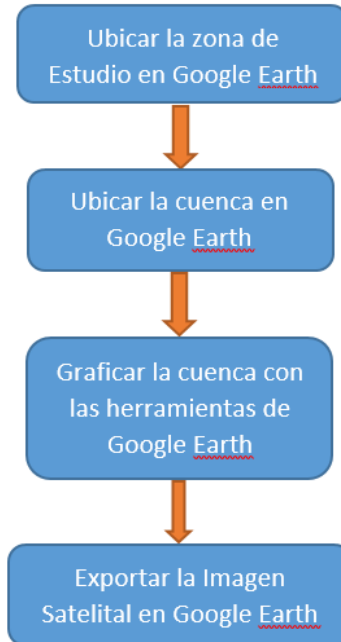 Ubicar la zona de
Estudio en Google Earth
Ubicar la cuenca en
Google Earth
Graficar la cuenca con
las herramientas de
Google Earth
Exportar la Imagen
Satelital en Google Earth